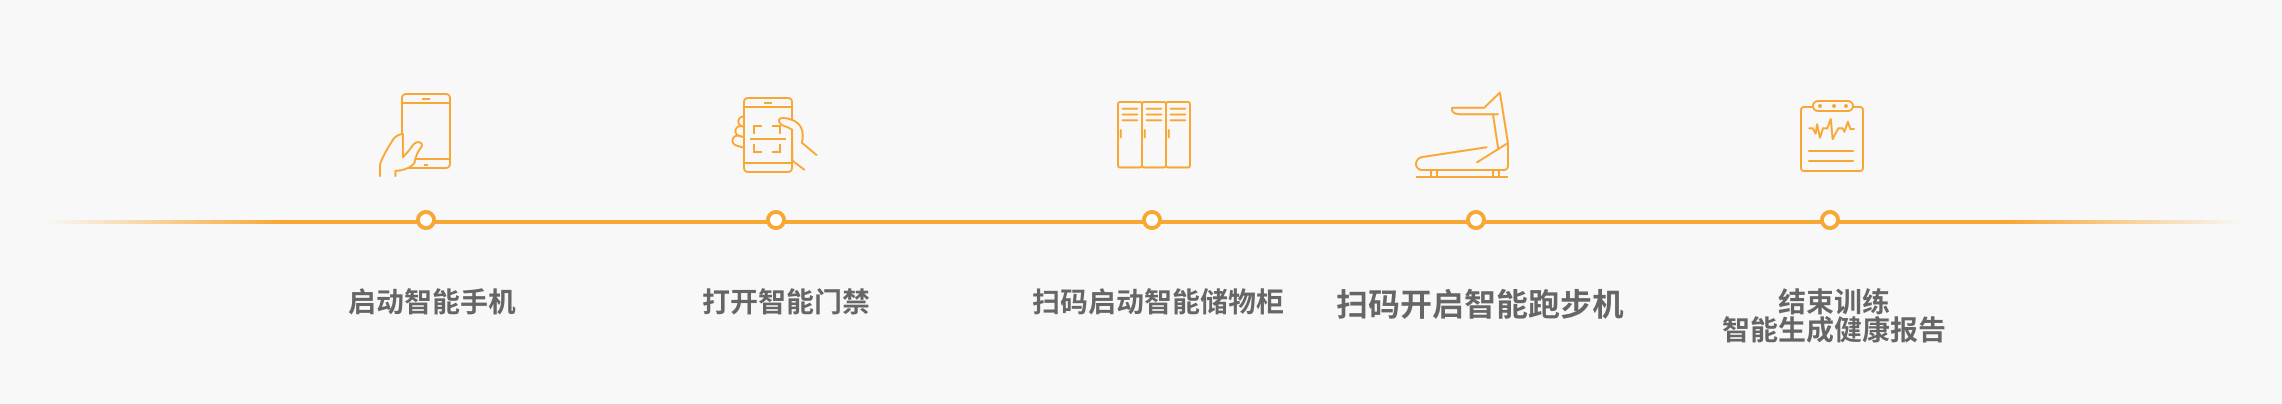 启动智能手机
打开智能门禁
扫码启动智能储物柜
扫码开启智能跑步机
结束训练
智能生成健康报告